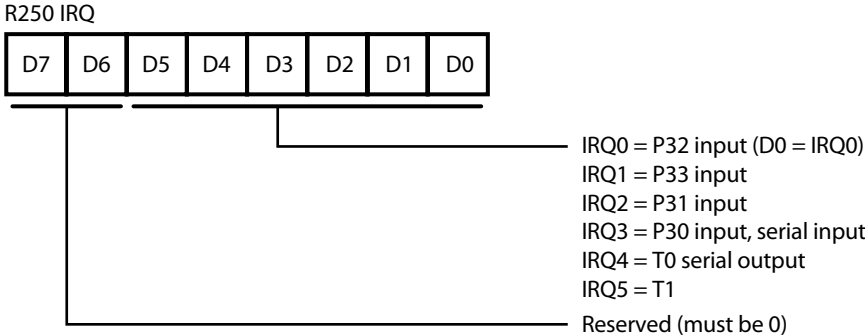 R250 IRQ
D7 D6 D5 D4 D3 D2 D1 D0
IRQ0 = P32 input (D0 = IRQ0)
IRQ1 = P33 input
IRQ2 = P31 input
IRQ3 = P30 input, serial input
IRQ4 = T0 serial output
IRQ5 = T1
Reserved (must be 0)